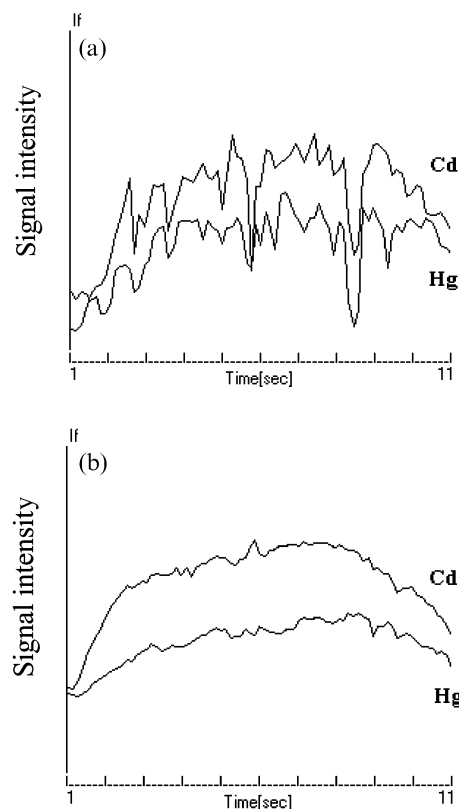 If
(a)
Signal intensity
Cd
Hg
1
11
Time[sec]
If
(b)
Signal intensity
Cd
Hg
1
11
Time[sec]